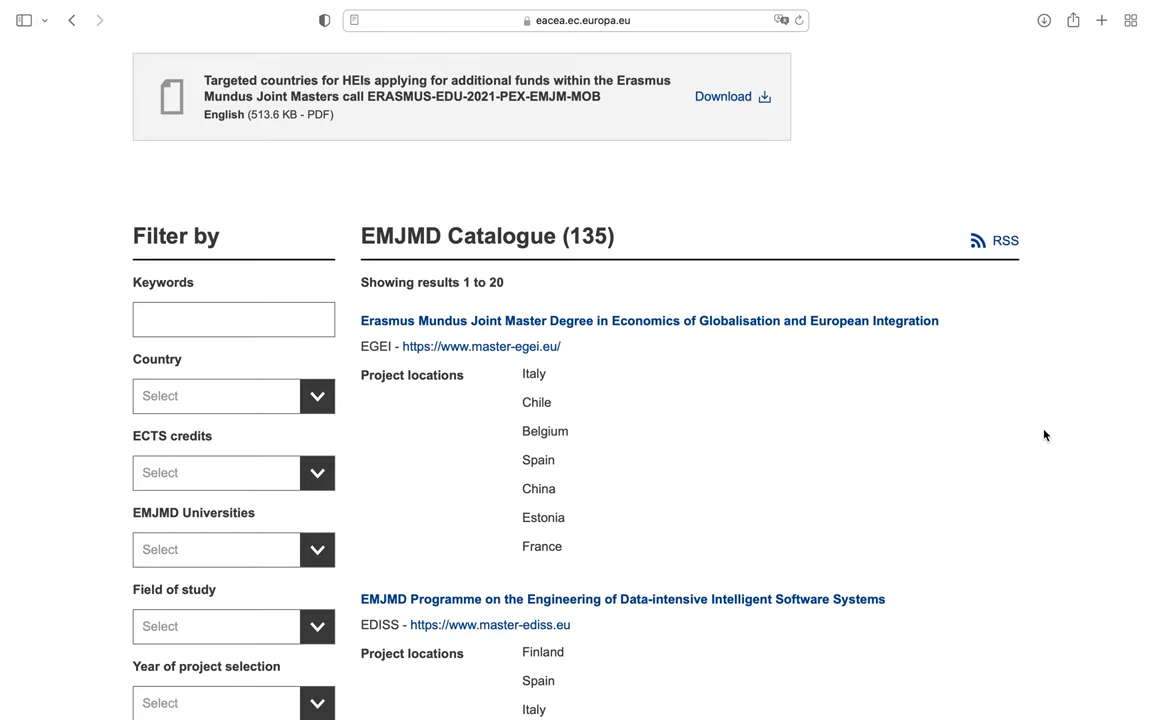 eacea.ec.europa.eu
Targeted countries for HEIs applying for additional funds within the Erasmus
Mundus Joint Masters call ERASMUS-EDU-2021-PEX-EMJM-MOB
English (513.6 KB - PDF)
Download
Filter by
Keywords
Country
Select
ECTS credits
Select
EMJMD Universities
Select
Field of study
Select
Year of project selection
Select
EMJMD Catalogue (135)
RSS
Showing results 1 to 20
Erasmus Mundus Joint Master Degree in Economics of Globalisation and European Integration
EGEI - https://www.master-egei.eu/
Project locations
Italy
Chile
Belgium
Spain
China
Estonia
France
EMJMD Programme on the Engineering of Data-intensive Intelligent Software Systems
EDISS - https://www.master-ediss.eu
Project locations
Finland
Spain
Italy